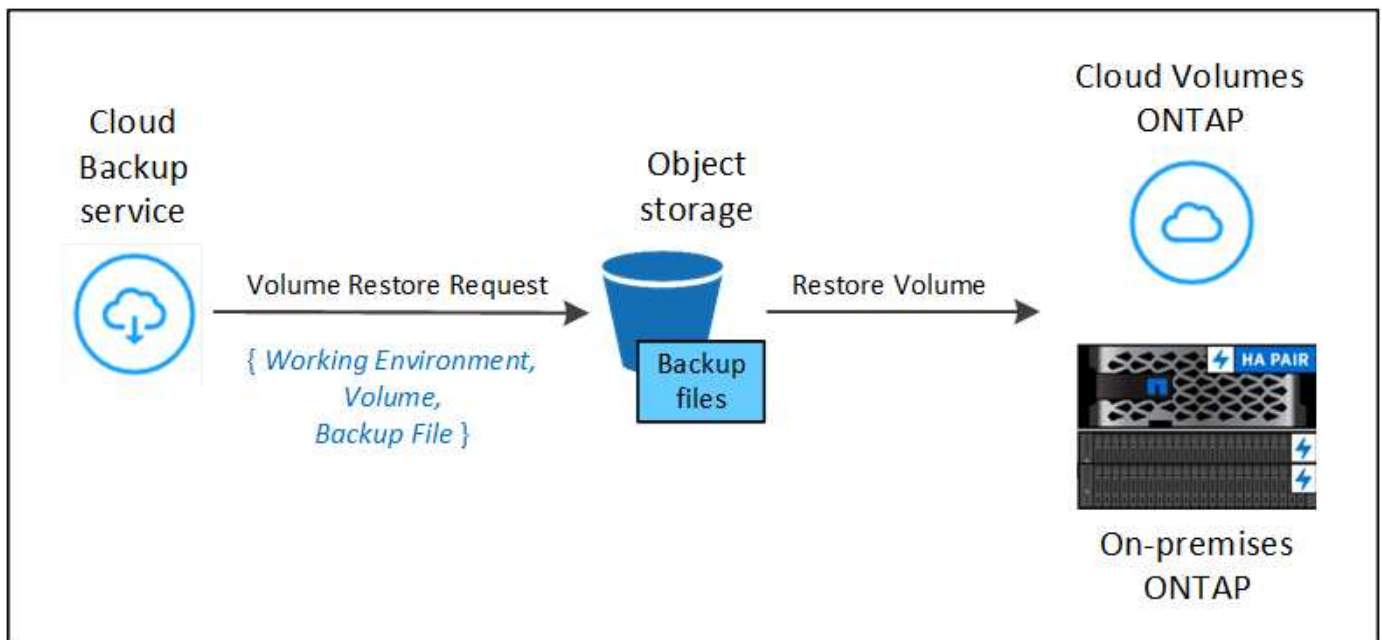 Cloud
Backup
service
Volume Restore Request
{ Working Environment,
Volume,
Backup File }
Object
storage
Backup
files
Restore Volume
Cloud Volumes
ONTAP
HA PAIR
On-premises
ONTAP